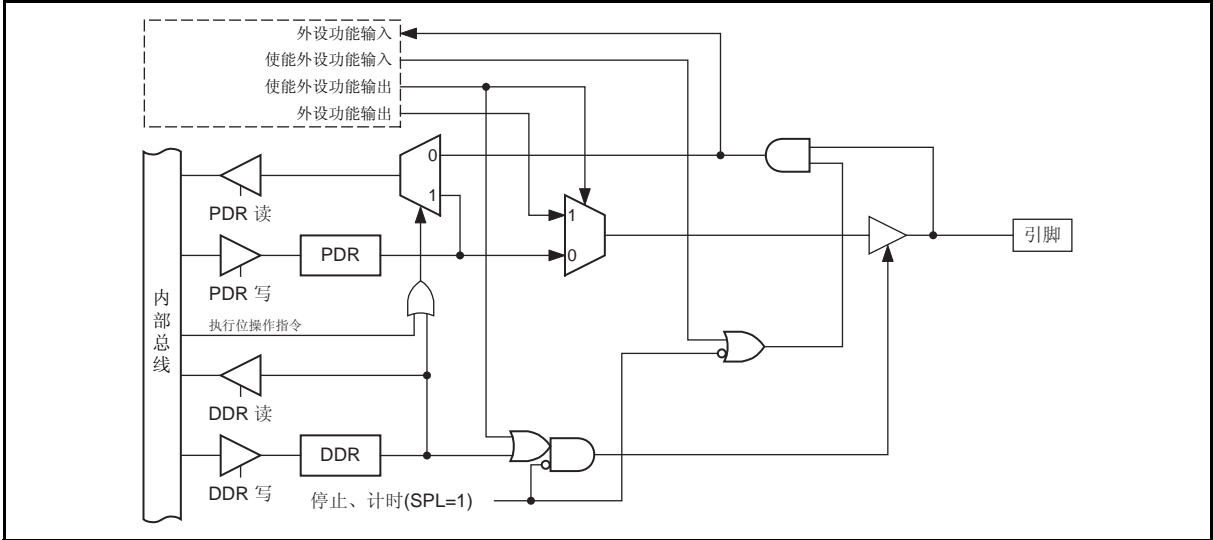 外设功能输入
使能外设功能输入
使能外设功能输出
外设功能输出
0
1
PDR 读
1
引脚
PDR
0
PDR 写
内部总线
执行位操作指令
DDR 读
DDR
DDR 写
停止、计时(SPL=1)